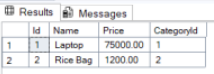 Results Messages
Id Name Price CategoryId
1 1 Laptop 75000.00 1
2 2 Rice Bag 1200.00 2